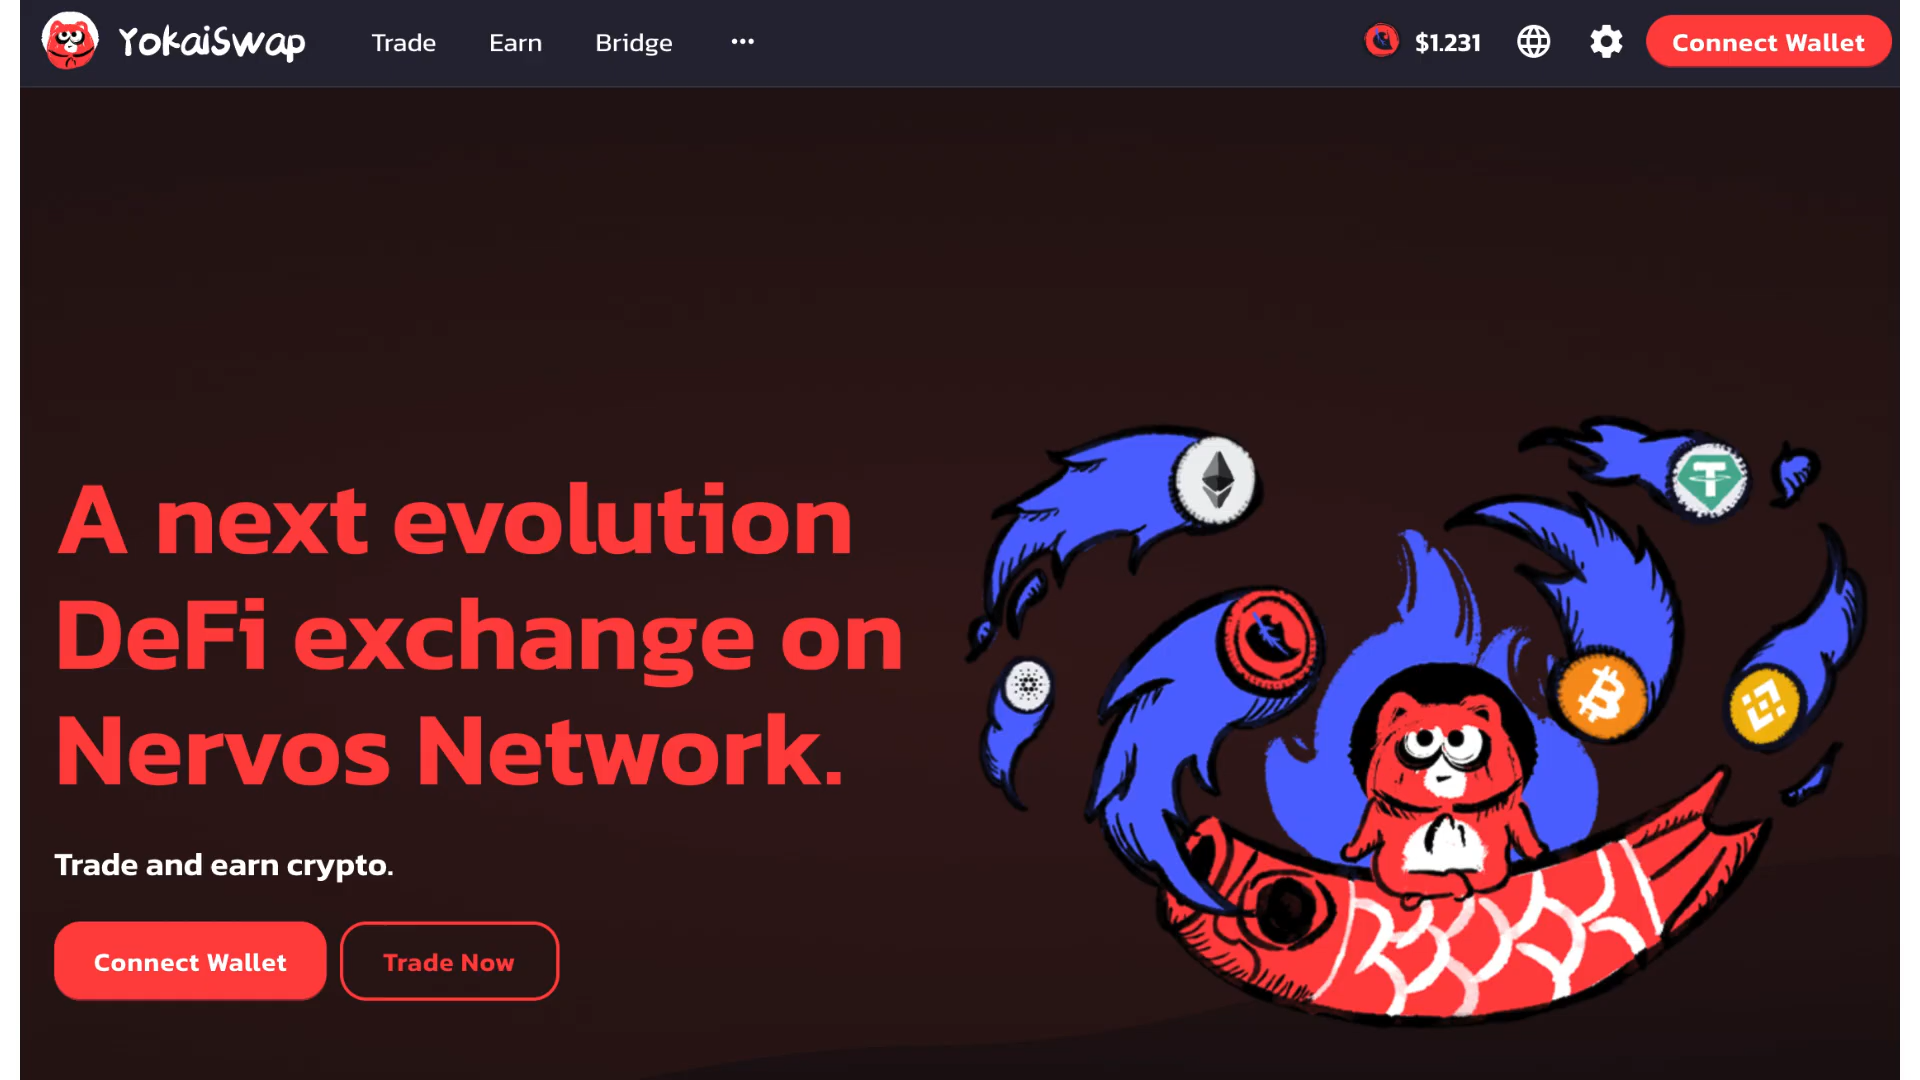 YokaiSwap
Trade
Earn
Bridge
$1.231
Connect Wallet
A next evolution
DeFi exchange on
Nervos Network.
Trade and earn crypto.
Connect Wallet
Trade Now